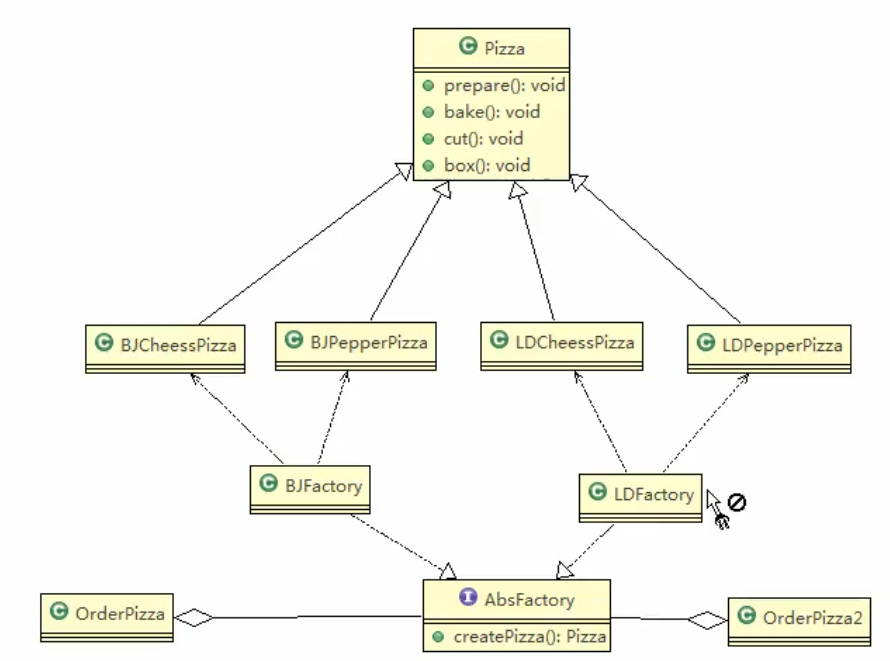 Pizza
prepare(): void
bake(): void
cut(): void
box(): void
BJCheessPizza
BJPepperPizza
LDCheessPizza
LDPepperPizza
BJFactory
LDFactory
OrderPizza
AbsFactory
createPizza(): Pizza
OrderPizza2